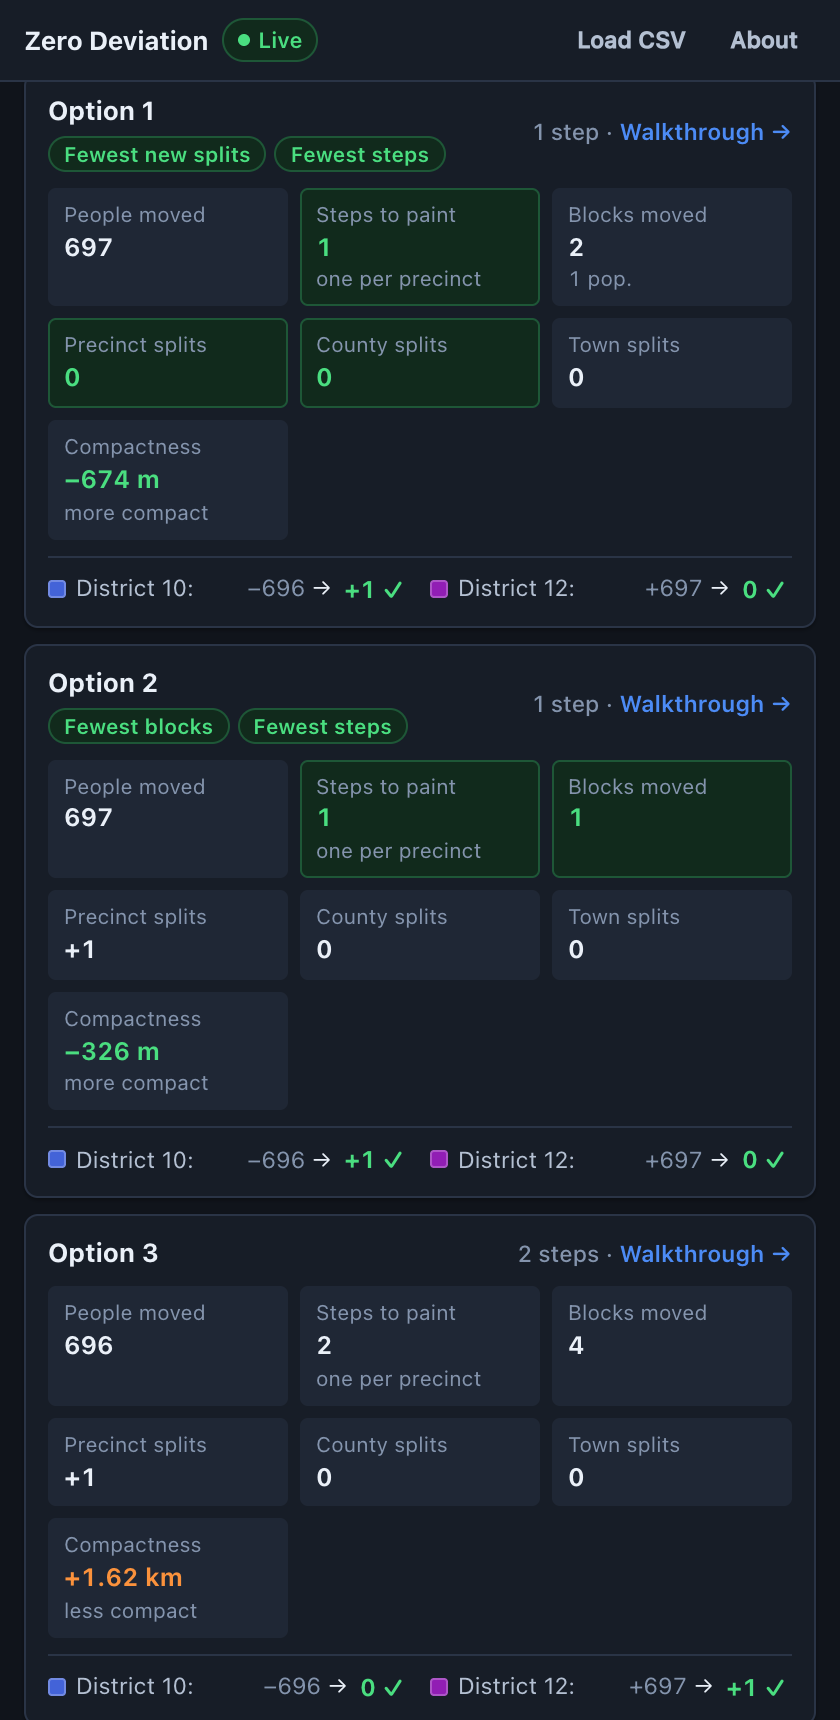 Zero Deviation Live Load CSV About
Option 1
1 step · Walkthrough →
Fewest new splits Fewest steps
People moved Steps to paint Blocks moved
697 1 2
one per precinct 1 pop.
Precinct splits County splits Town splits
0 0 0
Compactness
−674 m
more compact
District 10: −696 → +1 ✓ District 12: +697 → 0 ✓
Option 2
1 step · Walkthrough →
Fewest blocks Fewest steps
People moved Steps to paint Blocks moved
697 1 1
one per precinct
Precinct splits County splits Town splits
+1 0 0
Compactness
−326 m
more compact
District 10: −696 → +1 ✓ District 12: +697 → 0 ✓
Option 3 2 steps · Walkthrough →
People moved Steps to paint Blocks moved
696 2 4
one per precinct
Precinct splits County splits Town splits
+1 0 0
Compactness
+1.62 km
less compact
District 10: −696 → 0 ✓ District 12: +697 → +1 ✓